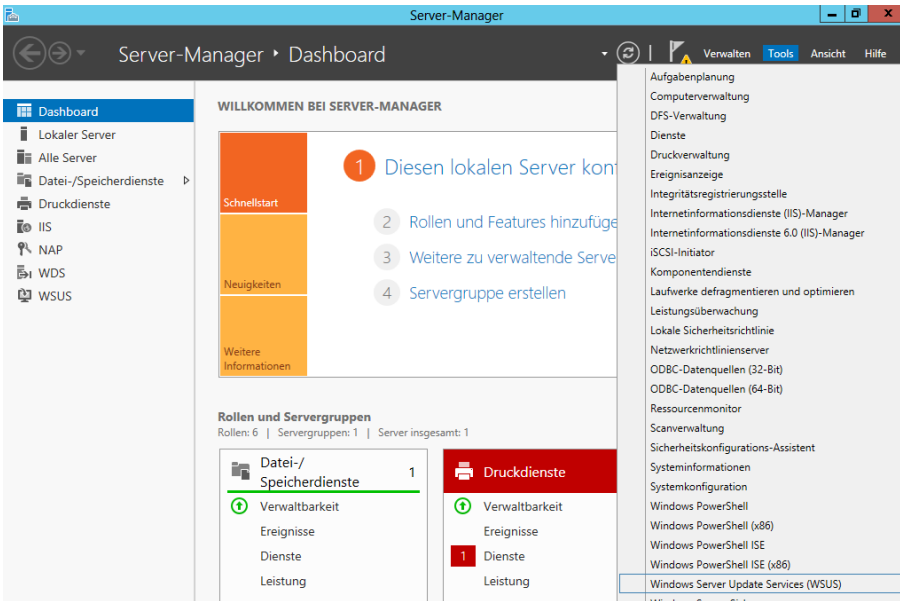 Server-Manager
Server-Manager • Dashboard
Verwalten Tools Ansicht Hilfe
Dashboard
Lokaler Server
Alle Server
Datei-/Speicherdienste
Druckdienste
IIS
NAP
WDS
WSUS
WILLKOMMEN BEI SERVER-MANAGER
Schnellstart
Neuigkeiten
Weitere
Informationen
1 Diesen lokalen Server kon
2 Rollen und Features hinzufüge
3 Weitere zu verwaltende Serve
4 Servergruppe erstellen
Rollen und Servergruppen
Rollen: 6 | Servergruppen: 1 | Server insgesamt: 1
Datei-/
Speicherdienste 1
Verwaltbarkeit
Ereignisse
Dienste
Leistung
Druckdienste
Verwaltbarkeit
Ereignisse
1 Dienste
Leistung
Aufgabenplanung
Computerverwaltung
DFS-Verwaltung
Dienste
Druckverwaltung
Ereignisanzeige
Integritätsregistrierungsstelle
Internetinformationsdienste (IIS)-Manager
Internetinformationsdienste 6.0 (IIS)-Manager
iSCSI-Initiator
Komponentendienste
Laufwerke defragmentieren und optimieren
Leistungsüberwachung
Lokale Sicherheitsrichtlinie
Netzwerkrichtlinienserver
ODBC-Datenquellen (32-Bit)
ODBC-Datenquellen (64-Bit)
Ressourcenmonitor
Scanverwaltung
Sicherheitskonfigurations-Assistent
Systeminformationen
Systemkonfiguration
Windows PowerShell
Windows PowerShell (x86)
Windows PowerShell ISE
Windows PowerShell ISE (x86)
Windows Server Update Services (WSUS)